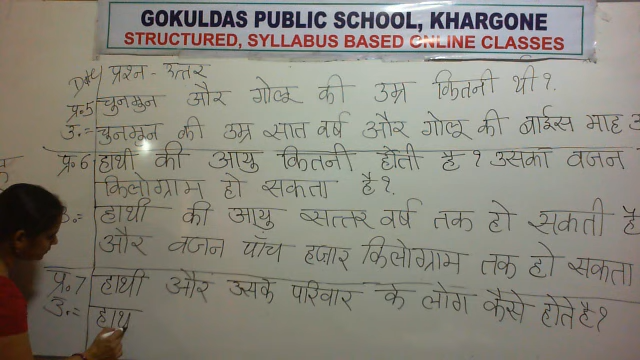 GOKULDAS PUBLIC SCHOOL, KHARGONE
STRUCTURED, SYLLABUS BASED ONLINE CLASSES
प्रश्न - उत्तर
प्र.5 चुनमुन और गोलू की उम्र कितनी थी?
उ.= चुनमुन की उम्र सात वर्ष और गोलू की बाईस माह
प्र.6 हाथी की आयु कितनी होती है? उसका वजन
किलोग्राम हो सकता है?
उ.= हाथी की आयु सत्तर वर्ष तक हो सकती है
और वजन पाँच हजार किलोग्राम तक हो सकता
प्र.7 हाथी और उसके परिवार के लोग कैसे होते है?
उ.= हाथ